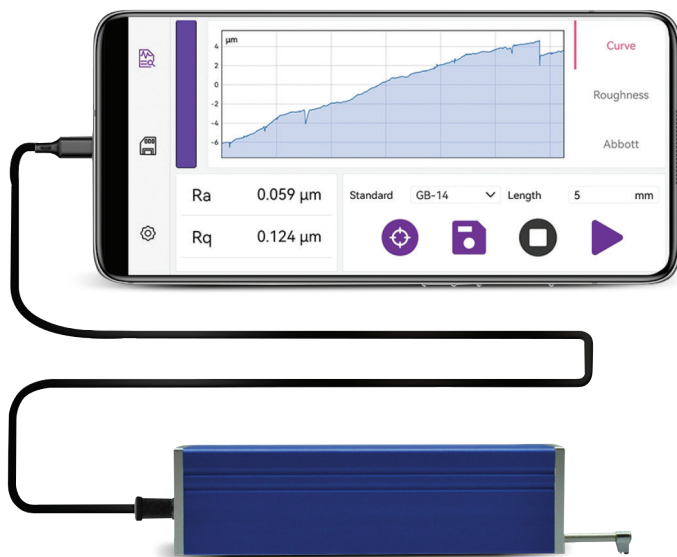 μm
4
2
0
-2
-4
-6
Curve
Roughness
Abbott
Ra 0.059 μm
Rq 0.124 μm
Standard GB-14 Length 5 mm